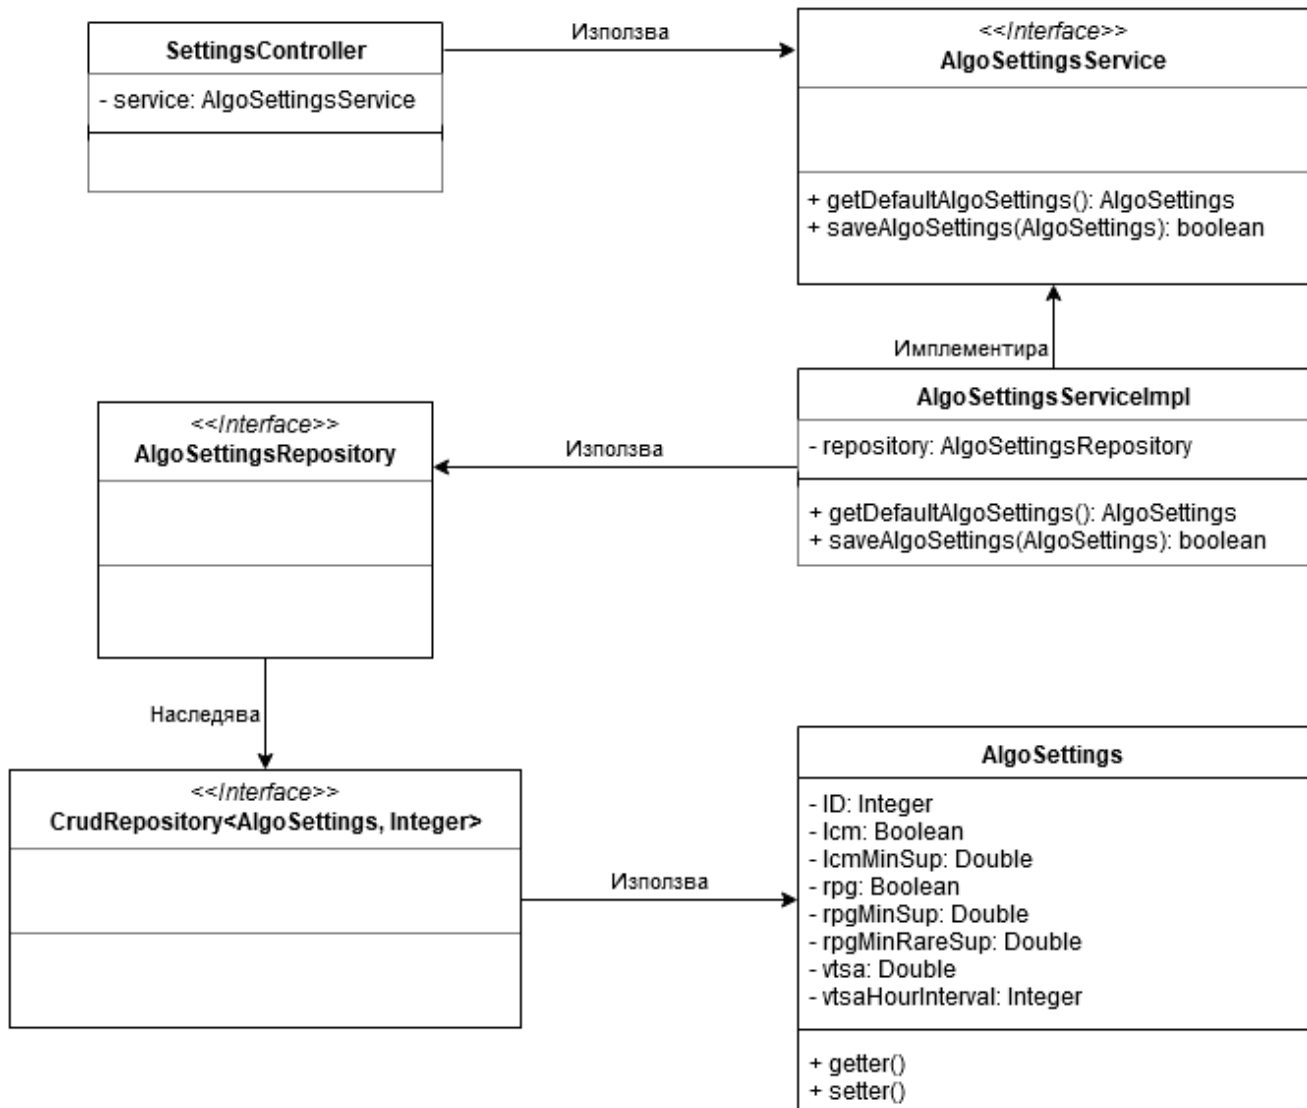 SettingsController
- service: AlgoSettingsService
Използва
<<Interface>>
AlgoSettingsService
+ getDefaultAlgoSettings(): AlgoSettings
+ saveAlgoSettings(AlgoSettings): boolean
Имплементира
AlgoSettingsServiceImpl
- repository: AlgoSettingsRepository
+ getDefaultAlgoSettings(): AlgoSettings
+ saveAlgoSettings(AlgoSettings): boolean
Използва
<<Interface>>
AlgoSettingsRepository
Наследява
<<Interface>>
CrudRepository<AlgoSettings, Integer>
Използва
AlgoSettings
- ID: Integer
- lcm: Boolean
- lcmMinSup: Double
- rpg: Boolean
- rpgMinSup: Double
- rpgMinRareSup: Double
- vtsa: Double
- vtsaHourInterval: Integer
+ getter()
+ setter()